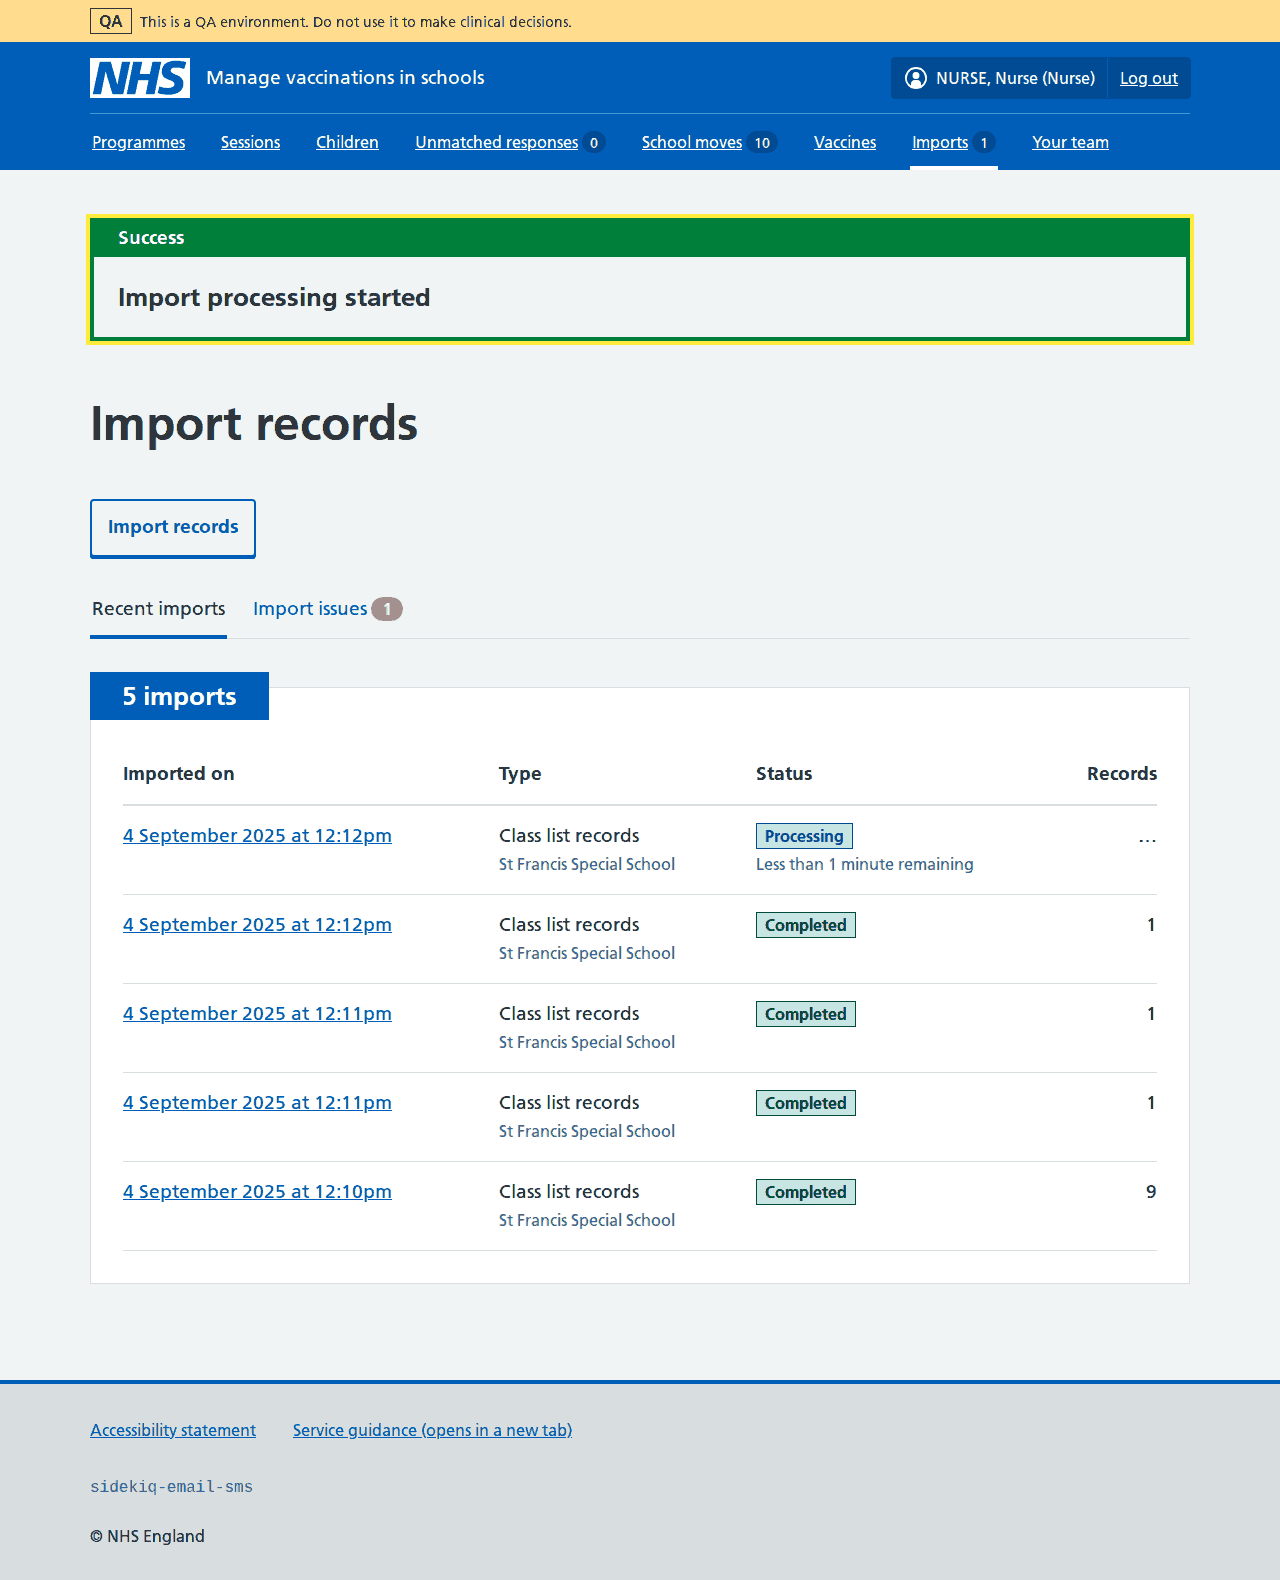 QA This is a QA environment. Do not use it to make clinical decisions.
NHS Manage vaccinations in schools NURSE, Nurse (Nurse) Log out
Programmes Sessions Children Unmatched responses 0 School moves 10 Vaccines Imports 1 Your team
Success
Import processing started
Import records
Import records
Recent imports Import issues 1
5 imports
Imported on Type Status Records
4 September 2025 at 12:12pm Class list records Processing ...
St Francis Special School Less than 1 minute remaining
4 September 2025 at 12:12pm Class list records Completed 1
St Francis Special School
4 September 2025 at 12:11pm Class list records Completed 1
St Francis Special School
4 September 2025 at 12:11pm Class list records Completed 1
St Francis Special School
4 September 2025 at 12:10pm Class list records Completed 9
St Francis Special School
Accessibility statement Service guidance (opens in a new tab)
sidekiq-email-sms
© NHS England